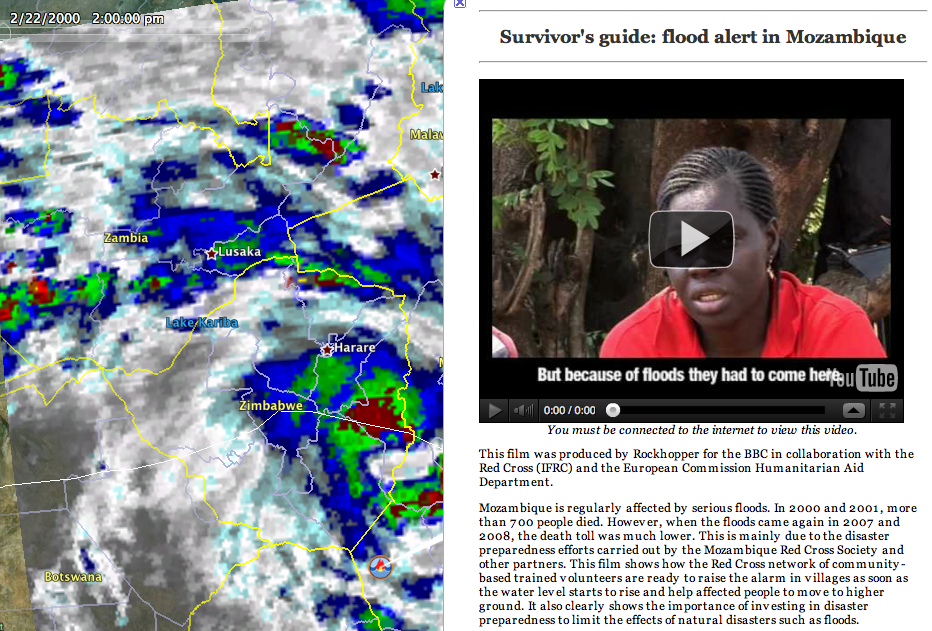 2/22/2000 2:00:00 pm
Lak
Malav
Zambia
Lusaka
Lake Kariba
Harare
Zimbabwe
Botswana
Survivor's guide: flood alert in Mozambique
But because of floods they had to come here.
YouTube
0:00 / 0:00
You must be connected to the internet to view this video.
This film was produced by Rockhopper for the BBC in collaboration with the
Red Cross (IFRC) and the European Commission Humanitarian Aid
Department.
Mozambique is regularly affected by serious floods. In 2000 and 2001, more
than 700 people died. However, when the floods came again in 2007 and
2008, the death toll was much lower. This is mainly due to the disaster
preparedness efforts carried out by the Mozambique Red Cross Society and
other partners. This film shows how the Red Cross network of community-
based trained volunteers are ready to raise the alarm in villages as soon as
the water level starts to rise and help affected people to move to higher
ground. It also clearly shows the importance of investing in disaster
preparedness to limit the effects of natural disasters such as floods.